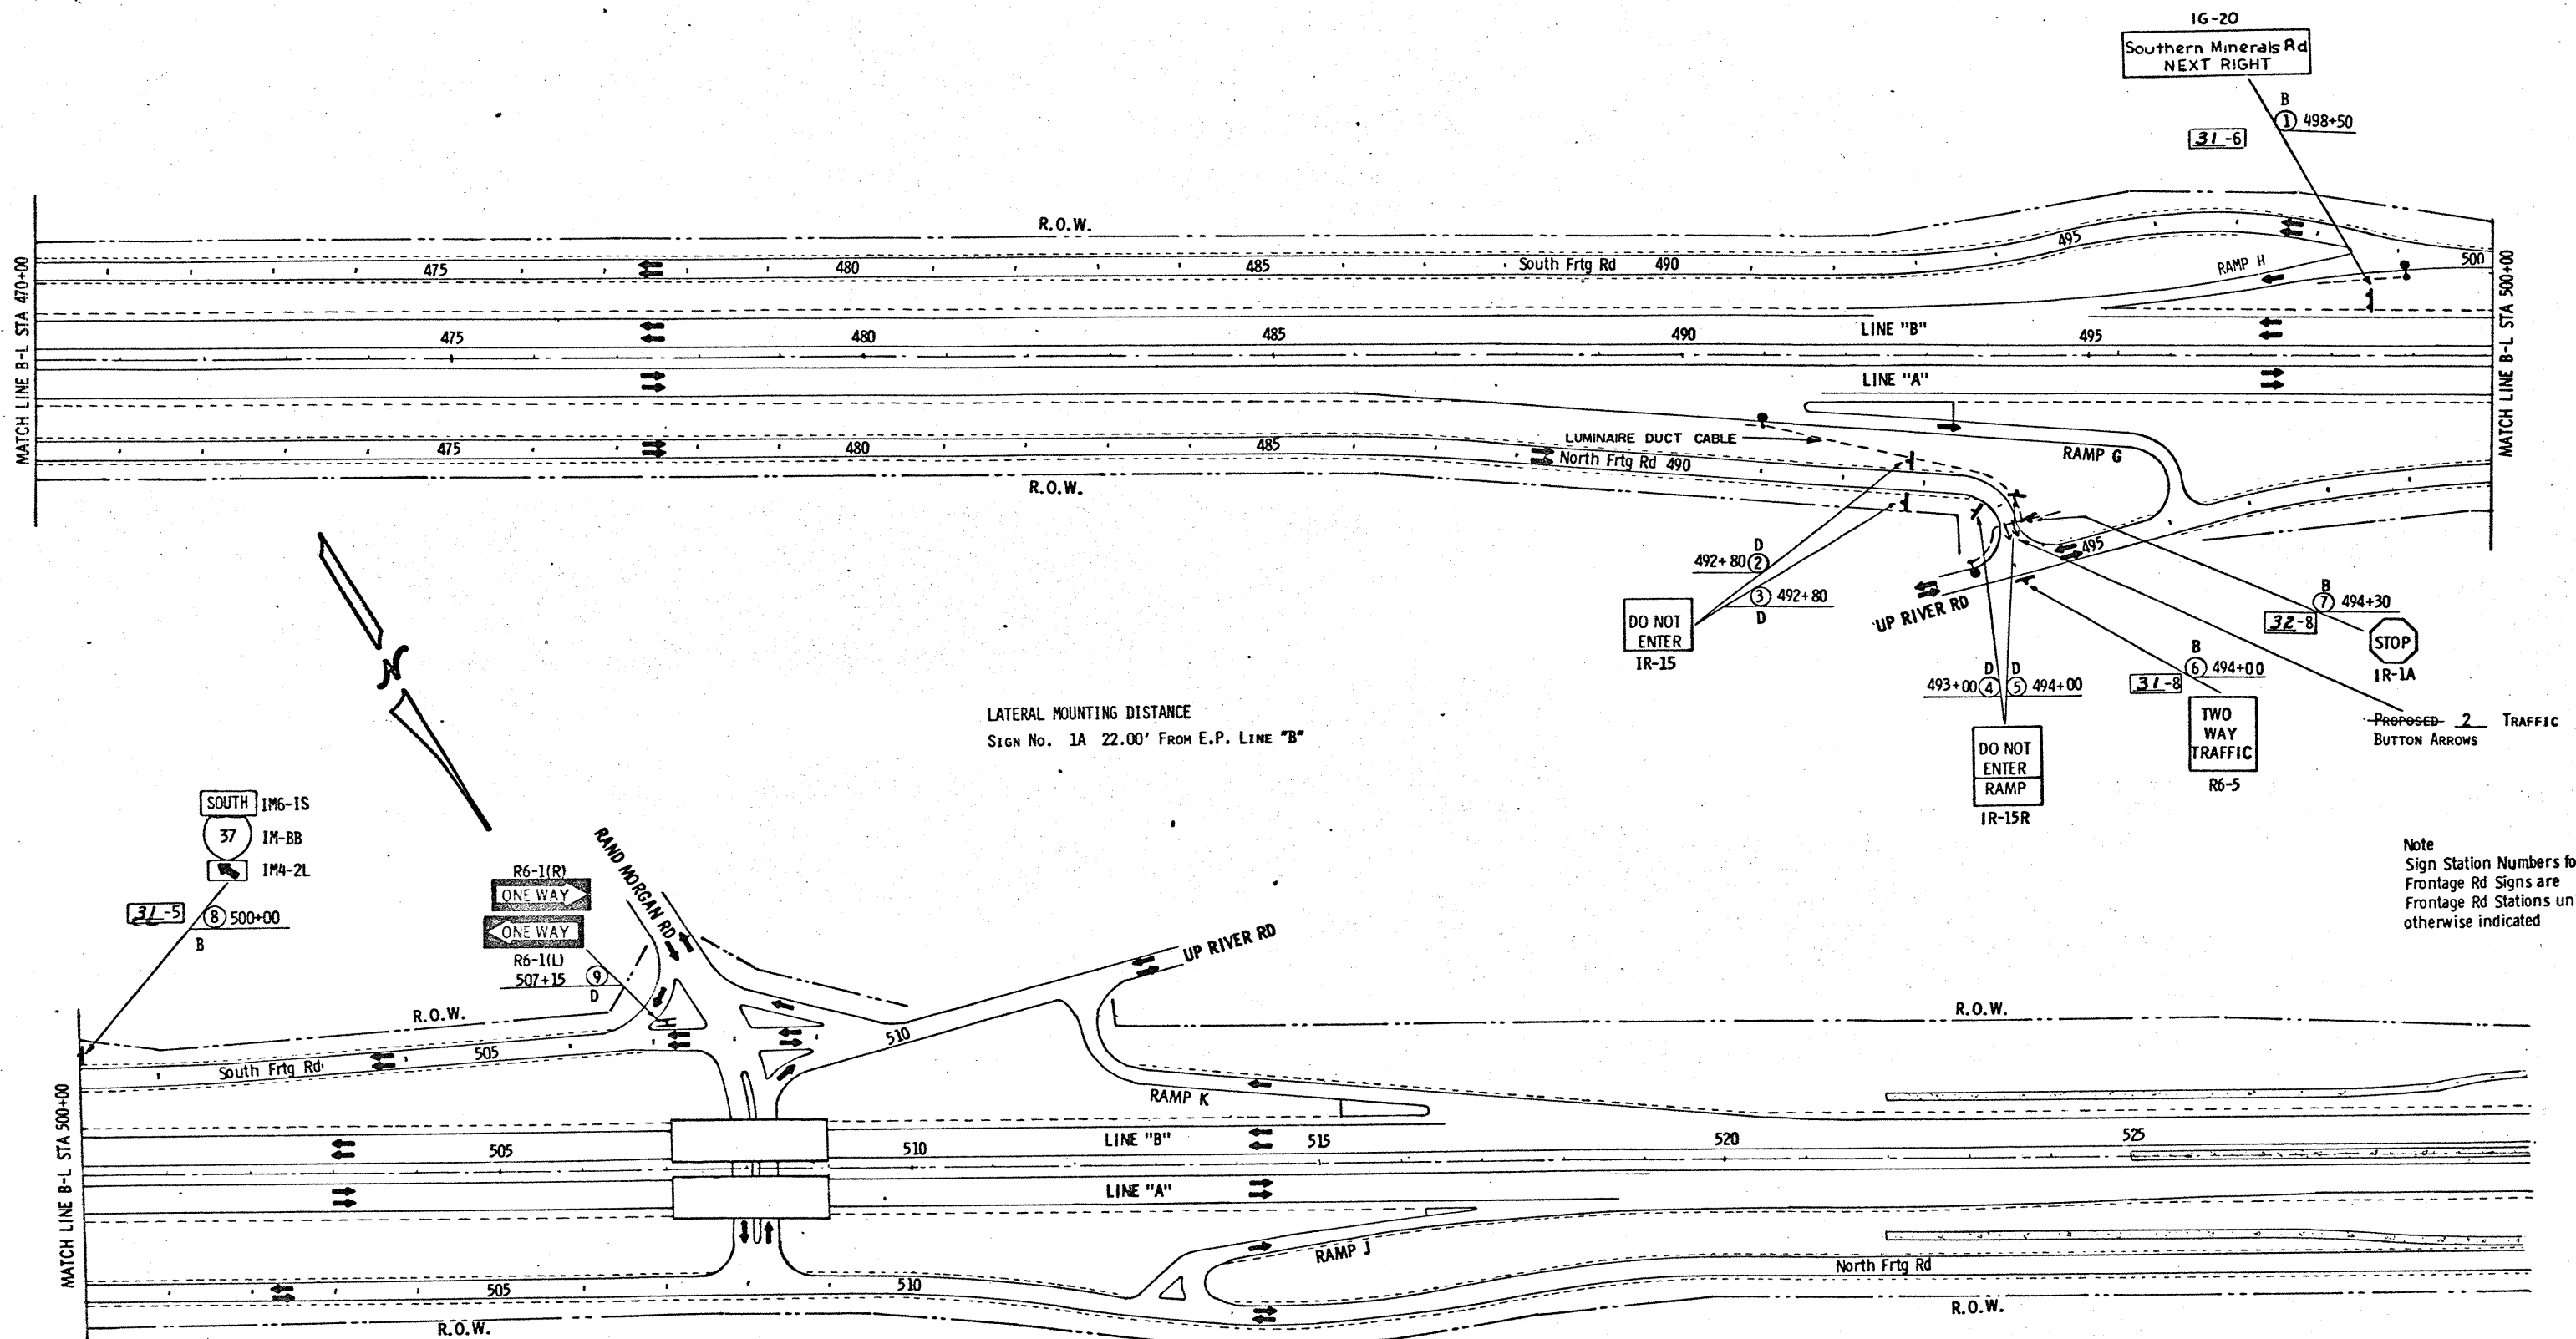 IG-20
Southern Minerals Rd
NEXT RIGHT
B
1 498+50
31-6
R.O.W.
MATCH LINE B-L STA 470+00
475
480
485
South Frtg Rd 490
495
RAMP H
500
MATCH LINE B-L STA 500+00
475
480
485
490
LINE "B"
495
LINE "A"
LUMINAIRE DUCT CABLE
475
480
485
North Frtg Rd 490
RAMP G
R.O.W.
495
UP RIVER RD
D
492+80 2
3 492+80
D
DO NOT
ENTER
IR-15
D D
493+00 4 5 494+00
DO NOT
ENTER
RAMP
IR-15R
B
6 494+00
31-8
TWO
WAY
TRAFFIC
R6-5
B
7 494+30
32-8
STOP
IR-1A
PROPOSED 2 TRAFFIC
BUTTON ARROWS
N
LATERAL MOUNTING DISTANCE
SIGN No. 1A 22.00' FROM E.P. LINE "B"
Note
Sign Station Numbers fo
Frontage Rd Signs are
Frontage Rd Stations un
otherwise indicated
SOUTH IM6-1S
37 IM-BB
IM4-2L
31-5
8 500+00
B
R6-1(R)
ONE WAY
ONE WAY
R6-1(L)
507+15 9
D
RAND MORGAN RD
UP RIVER RD
R.O.W.
R.O.W.
South Frtg Rd
505
510
RAMP K
MATCH LINE B-L STA 500+00
505
510
LINE "B"
515
520
525
LINE "A"
RAMP J
North Frtg Rd
505
510
R.O.W.
R.O.W.